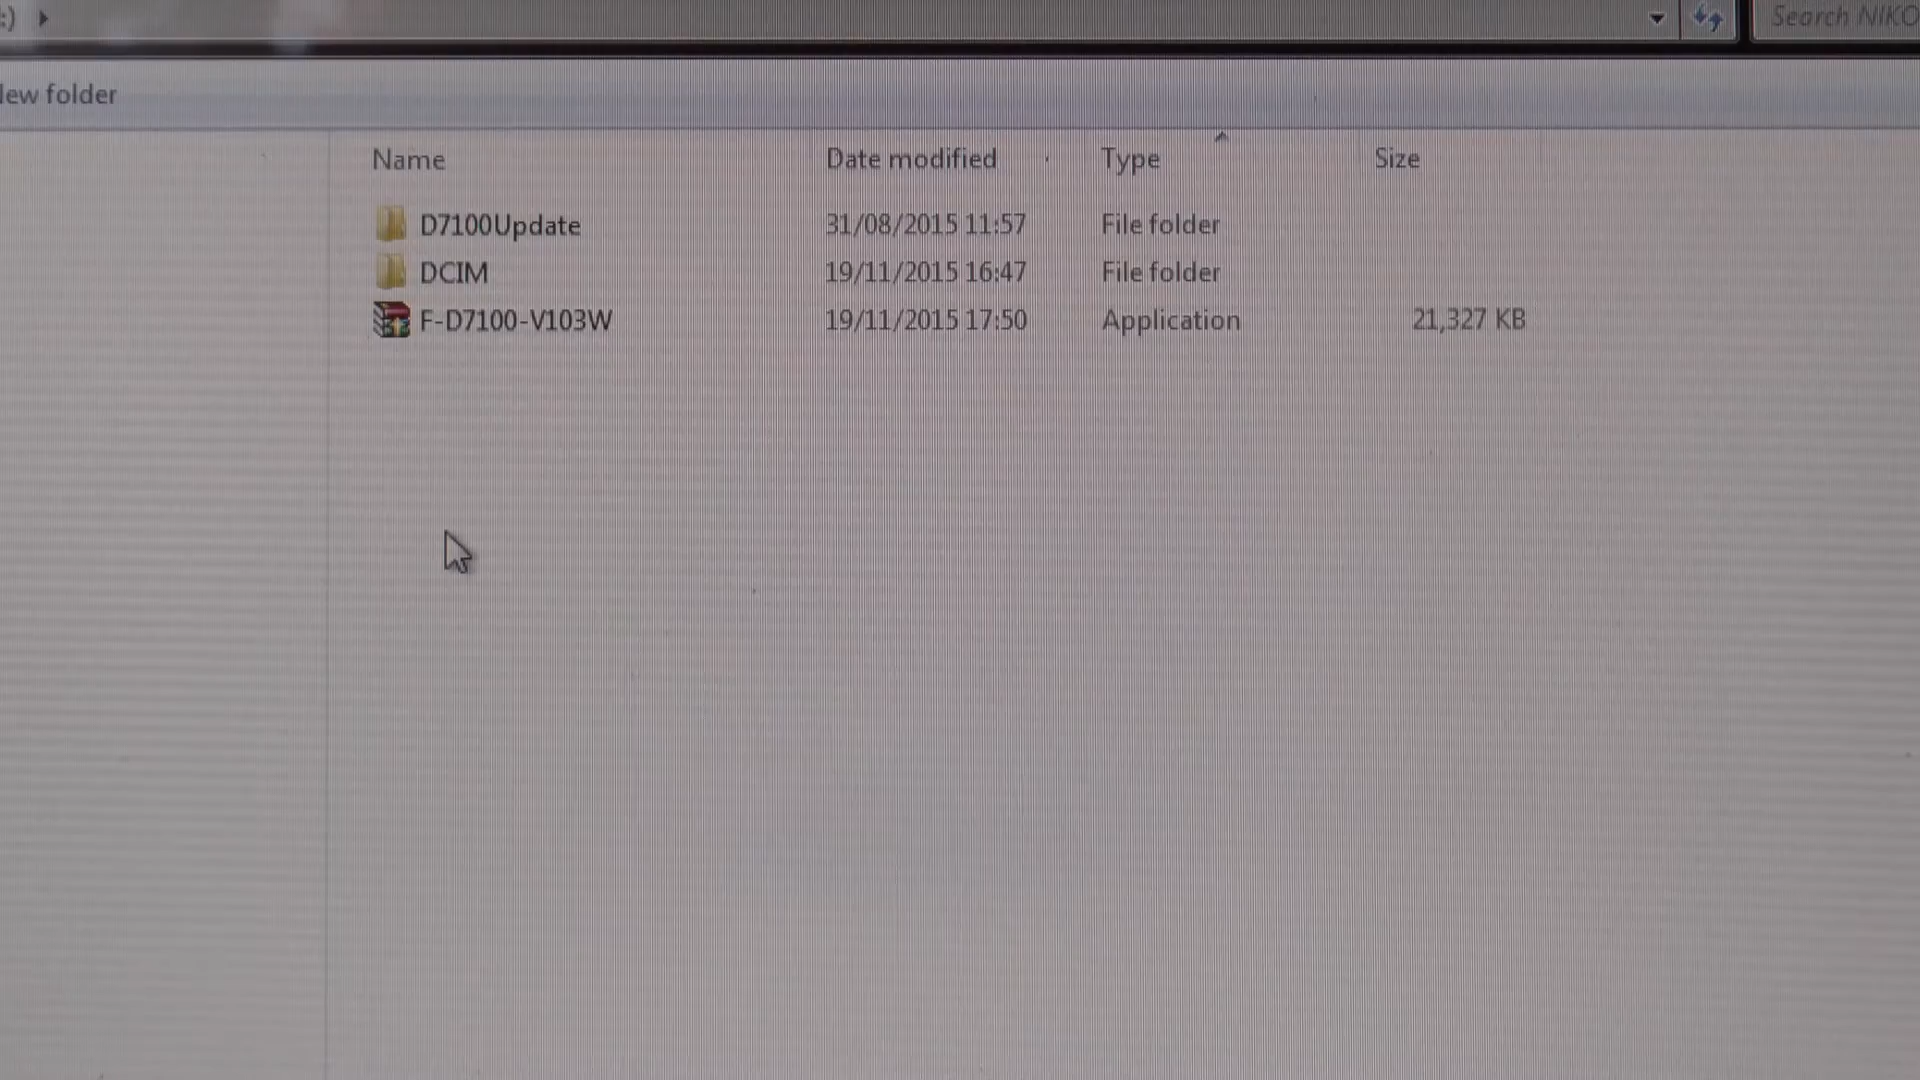 :)
Search NIKO
ew folder
Name Date modified Type Size
D7100Update 31/08/2015 11:57 File folder
DCIM 19/11/2015 16:47 File folder
F-D7100-V103W 19/11/2015 17:50 Application 21,327 KB